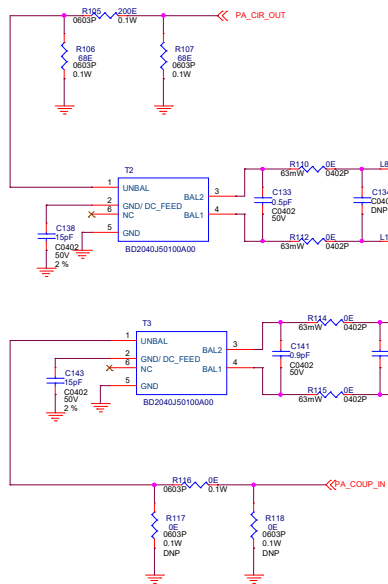 R105 200E
0603P 0.1W
PA_CIR_OUT
R106
68E
0603P
0.1W
R107
68E
0603P
0.1W
T2
1 UNBAL
2 GND/ DC_FEED
6 NC
5 GND
BAL2 3
BAL1 4
BD2040J50100A00
C138
15pF
C0402
50V
2 %
R110 0E
63mW 0402P
L8
C133
0.5pF
C0402
50V
C134
C040
DNP
R112 0E
63mW 0402P
L1
T3
1 UNBAL
2 GND/ DC_FEED
6 NC
5 GND
BAL2 3
BAL1 4
BD2040J50100A00
C143
15pF
C0402
50V
2 %
R114 0E
63mW 0402P
C141
0.9pF
C0402
50V
R115 0E
63mW 0402P
R116 0E
0603P 0.1W
PA_COUP_IN
R117
0E
0603P
0.1W
DNP
R118
0E
0603P
0.1W
DNP